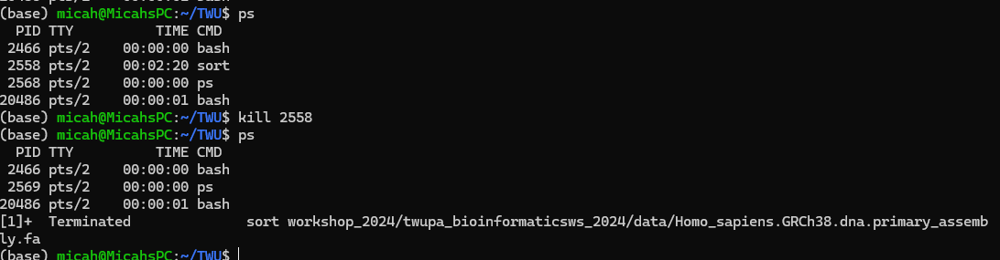 (base) micah@MicahsPC:~/TWU$ ps
  PID TTY          TIME CMD
 2466 pts/2    00:00:00 bash
 2558 pts/2    00:02:20 sort
 2568 pts/2    00:00:00 ps
20486 pts/2    00:00:01 bash
(base) micah@MicahsPC:~/TWU$ kill 2558
(base) micah@MicahsPC:~/TWU$ ps
  PID TTY          TIME CMD
 2466 pts/2    00:00:00 bash
 2569 pts/2    00:00:00 ps
20486 pts/2    00:00:01 bash
[1]+  Terminated              sort workshop_2024/twupa_bioinformaticsws_2024/data/Homo_sapiens.GRCh38.dna.primary_assemb
ly.fa
(base) micah@MicahsPC:~/TWU$